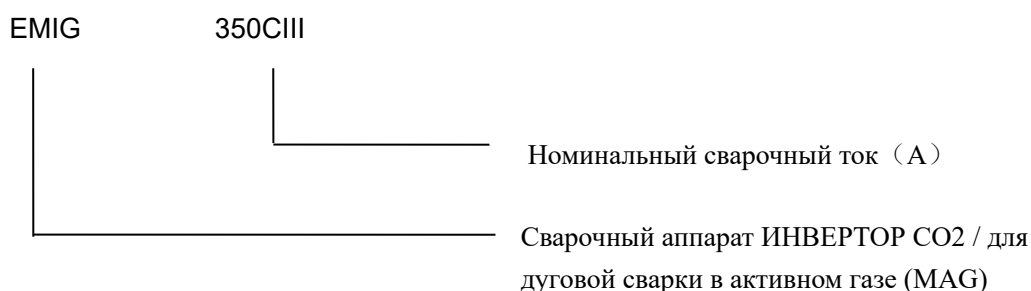 EMIG 350CIII
Номинальный сварочный ток（А）
Сварочный аппарат ИНВЕРТОР CO2 / для
дуговой сварки в активном газе (MAG)